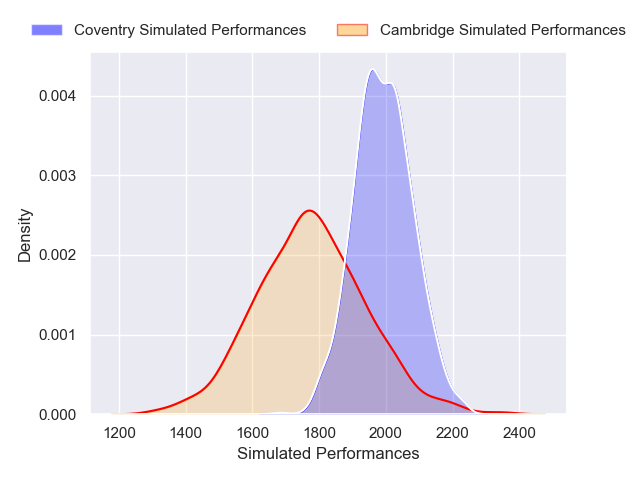 Coventry Simulated Performances Cambridge Simulated Performances
0.004
0.003
0.002
0.001
0.000
Density
1200 1400 1600 1800 2000 2200 2400
Simulated Performances